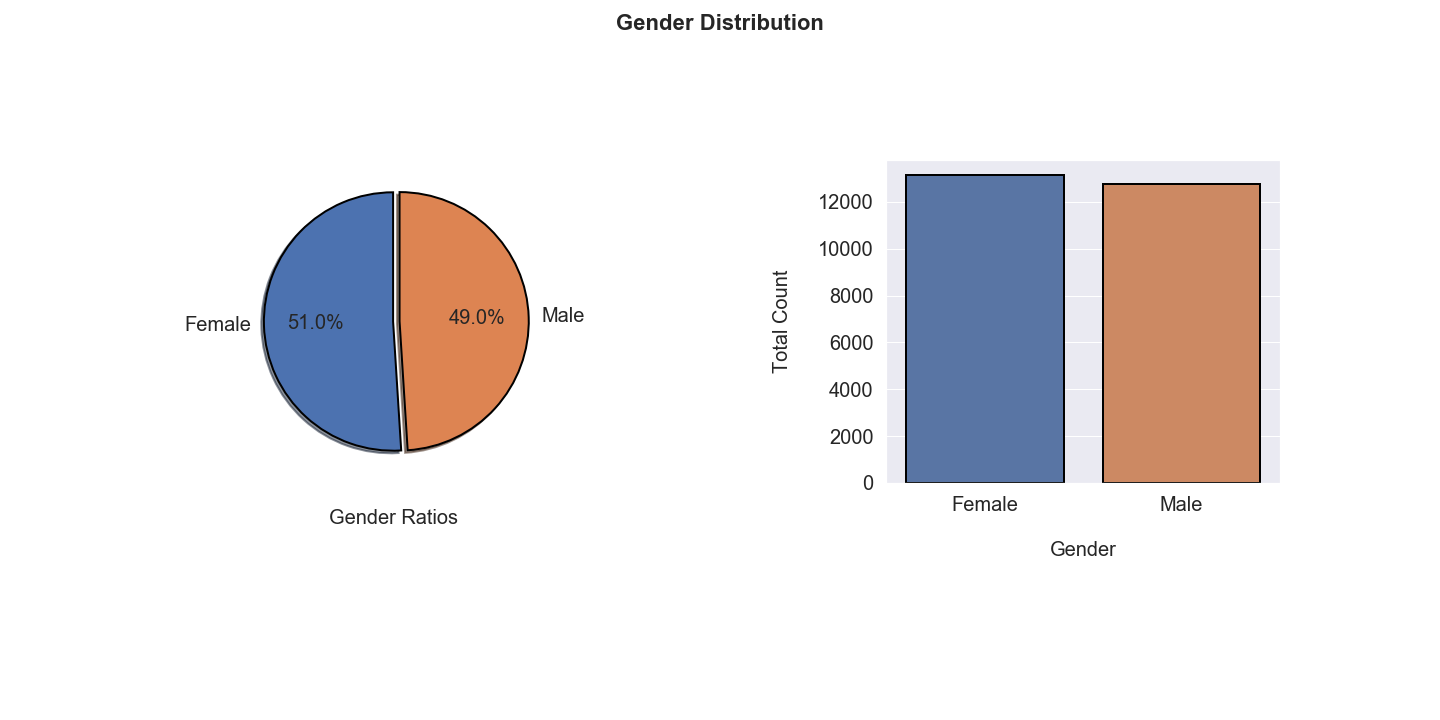 Gender Distribution
Female
51.0%
49.0%
Male
Gender Ratios
Total Count
12000
10000
8000
6000
4000
2000
0
Female
Male
Gender